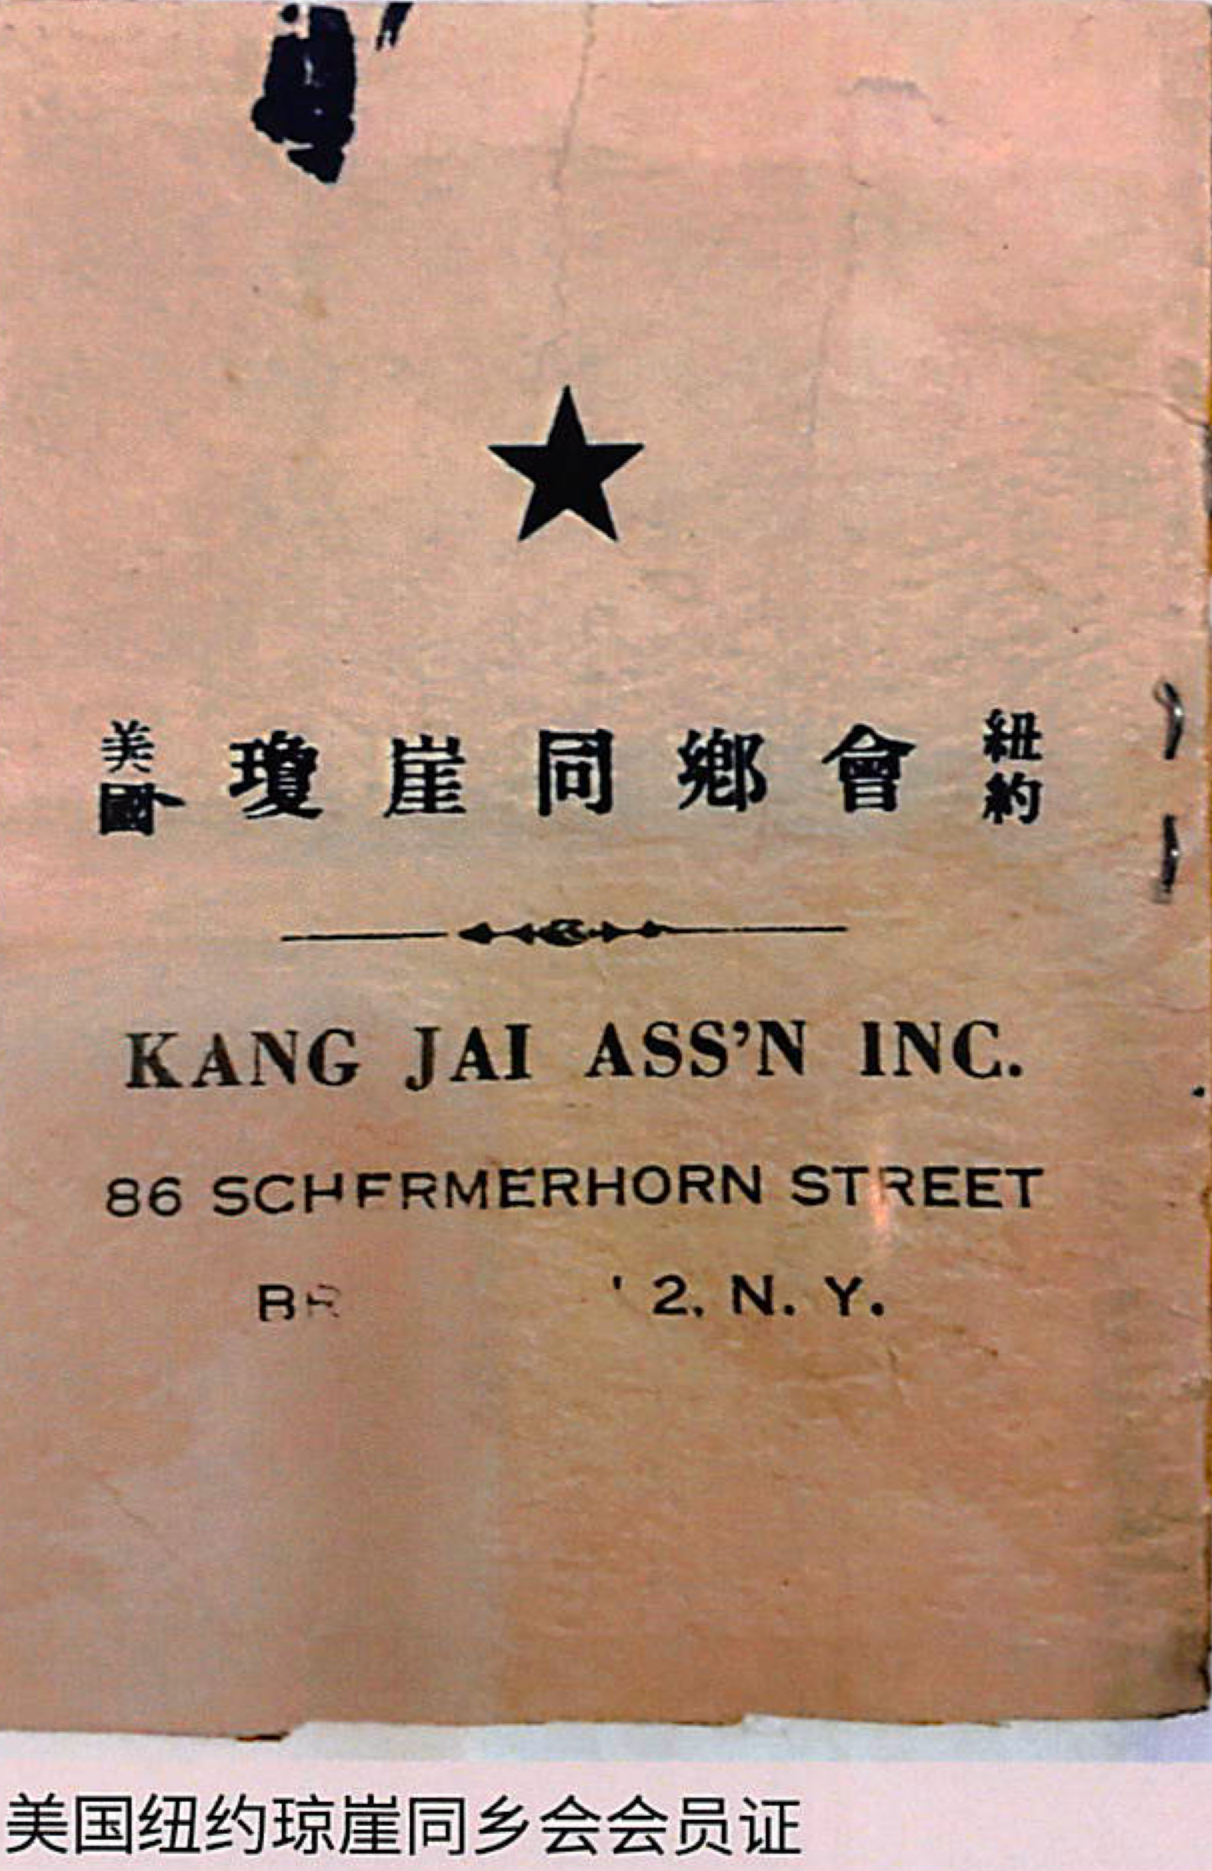 美國 瓊崖同鄉會 紐約
KANG JAI ASS'N INC.
86 SCHERMERHORN STREET
2, N. Y.
美国纽约琼崖同乡会会员证